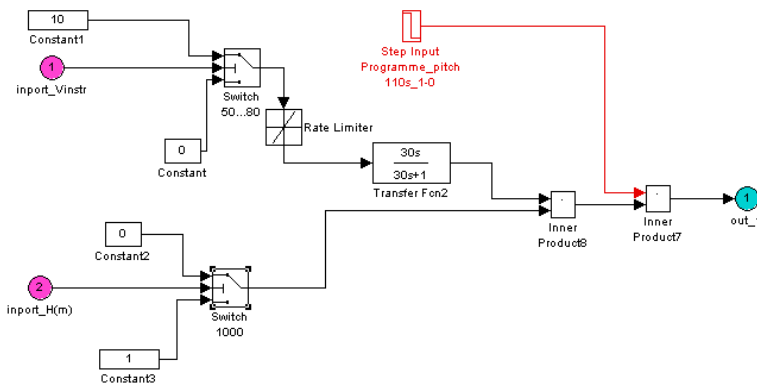 10
Constant1
1
inport_Vinstr
Switch
50...80
0
Constant
Rate Limiter
Step Input
Programme_pitch
110s_1-0
30s
30s+1
Transfer Fcn2
Inner
Product8
Inner
Product7
1
out_
0
Constant2
2
inport_H(m)
Switch
1000
1
Constant3